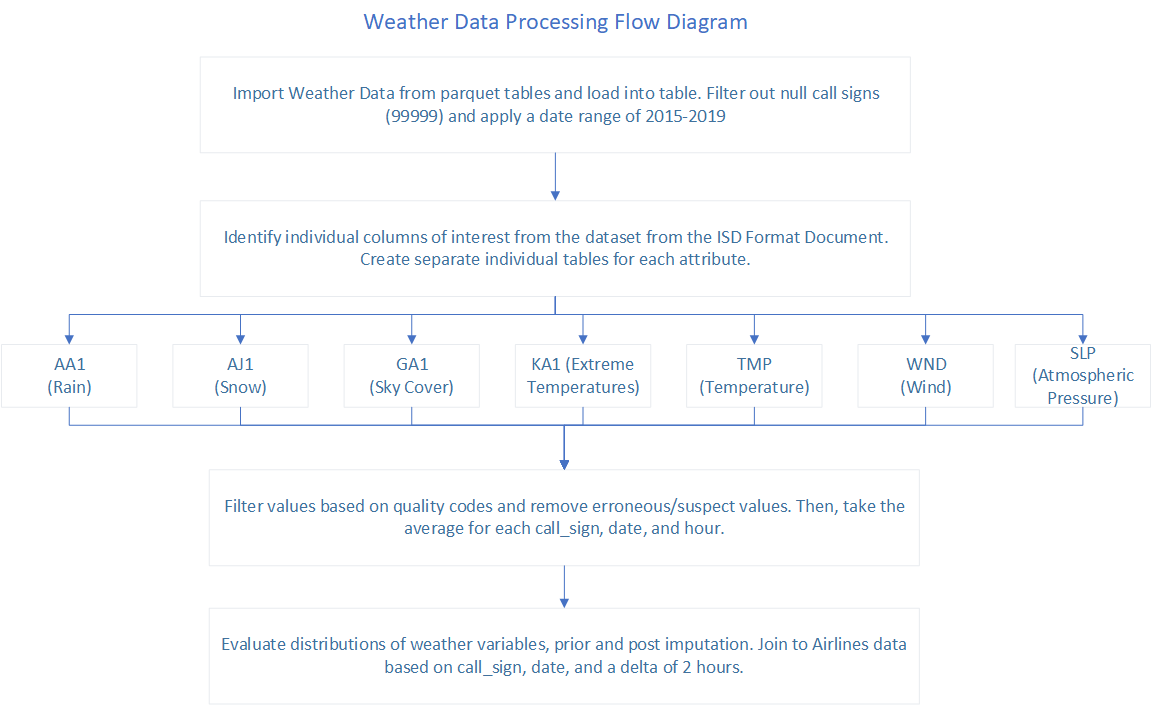 Weather Data Processing Flow Diagram
Import Weather Data from parquet tables and load into table. Filter out null call signs
(99999) and apply a date range of 2015-2019
Identify individual columns of interest from the dataset from the ISD Format Document.
Create separate individual tables for each attribute.
AA1
(Rain)
AJ1
(Snow)
GA1
(Sky Cover)
KA1 (Extreme
Temperatures)
TMP
(Temperature)
WND
(Wind)
SLP
(Atmospheric
Pressure)
Filter values based on quality codes and remove erroneous/suspect values. Then, take the
average for each call_sign, date, and hour.
Evaluate distributions of weather variables, prior and post imputation. Join to Airlines data
based on call_sign, date, and a delta of 2 hours.